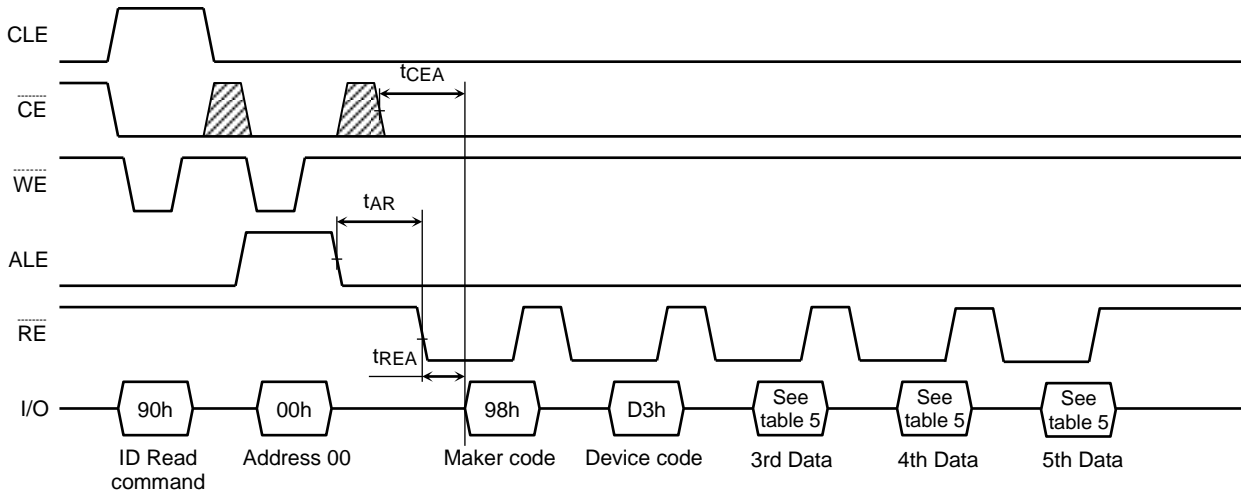 CLE
tCEA
CE
WE
tAR
ALE
RE
tREA
I/O
90h
00h
98h
D3h
See
table 5
See
table 5
See
table 5
ID Read
command
Address 00
Maker code
Device code
3rd Data
4th Data
5th Data